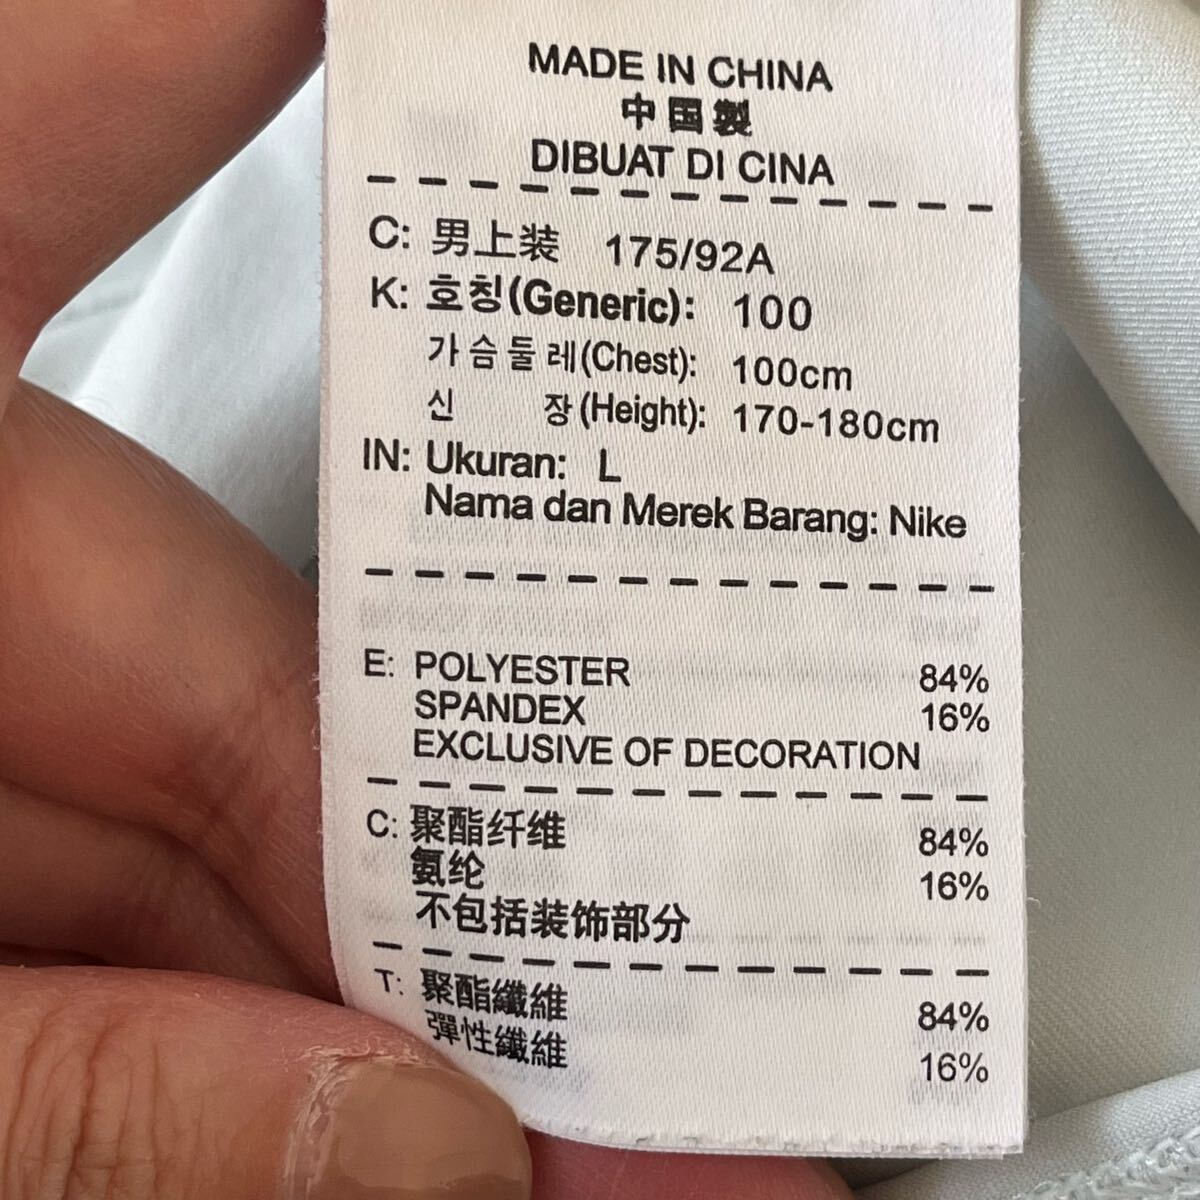 MADE IN CHINA
中国製
DIBUAT DI CINA
C: 男上装 175/92A
K: 호칭(Generic): 100
가슴둘레(Chest): 100cm
신 장(Height): 170-180cm
IN: Ukuran: L
Nama dan Merek Barang: Nike
E: POLYESTER 84%
SPANDEX 16%
EXCLUSIVE OF DECORATION
C: 聚酯纤维 84%
氨纶 16%
不包括装饰部分
T: 聚酯纖維 84%
彈性纖維 16%